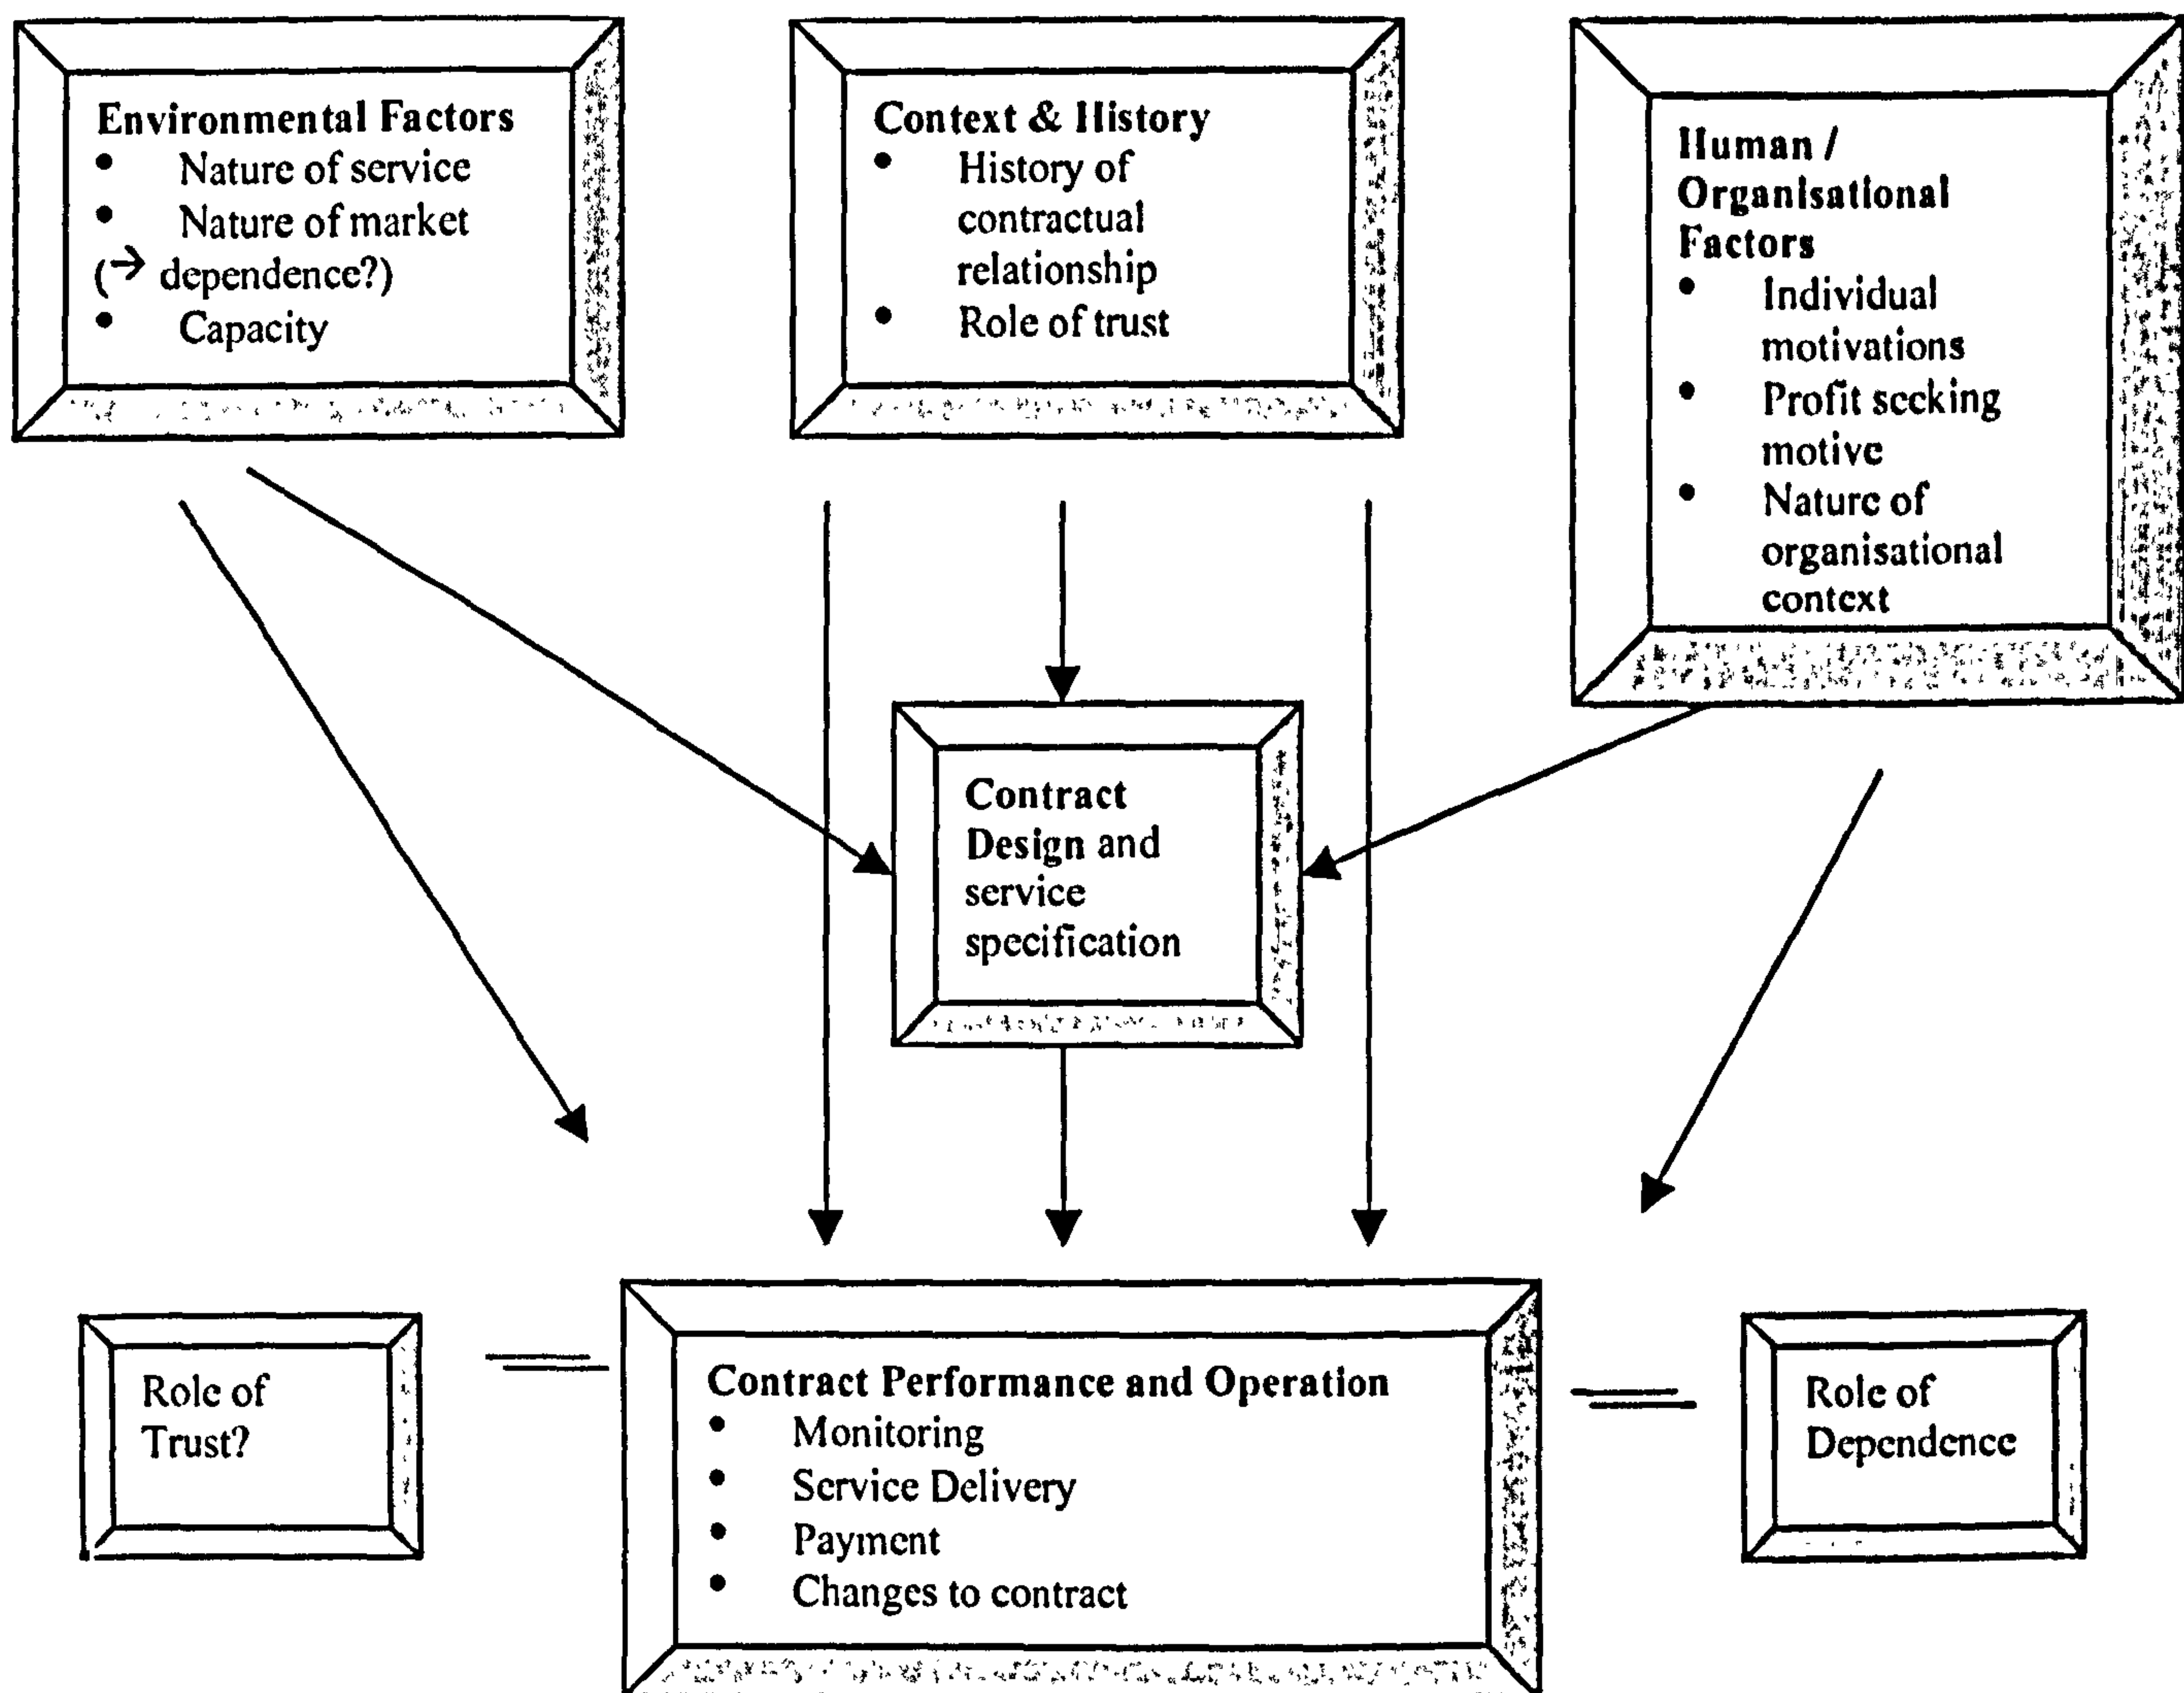 Environmental Factors
• Nature of service
• Nature of market
(→ dependence?)
• Capacity
Context & History
• History of
contractual
relationship
• Role of trust
Human /
Organisational
Factors
• Individual
motivations
• Profit seeking
motive
• Nature of
organisational
context
Contract
Design and
service
specification
Role of
Trust?
Contract Performance and Operation
• Monitoring
• Service Delivery
• Payment
• Changes to contract
Role of
Dependence